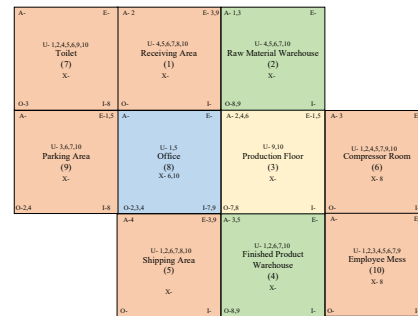 A-
E-
U- 1,2,4,5,6,9,10
Toilet
(7)
X-
O-3
I-8
A- 2
E- 3,9
U- 4,5,6,7,8,10
Receiving Area
(1)
X-
O-
I-
A- 1,3
E-
U- 4,5,6,7,10
Raw Material Warehouse
(2)
X-
O-8,9
I-
A-
E-1,5
U- 3,6,7,10
Parking Area
(9)
X-
O-2,4
I-8
A-
E-
U- 1,5
Office
(8)
X- 6,10
O-2,3,4
I-7,9
A- 2,4,6
E-1,5
U- 9,10
Production Floor
(3)
X-
O-7,8
I-
A- 3
E-
U- 1,2,4,5,7,9,10
Compressor Room
(6)
X- 8
O-
I-
A-4
E-3,9
U- 1,2,6,7,8,10
Shipping Area
(5)
X-
O-
I-
A- 3,5
E-
U- 1,2,6,7,10
Finished Product
Warehouse
(4)
X-
O-8,9
I-
A-
E-
U- 1,2,3,4,5,6,7,9
Employee Mess
(10)
X- 8
O-
I-